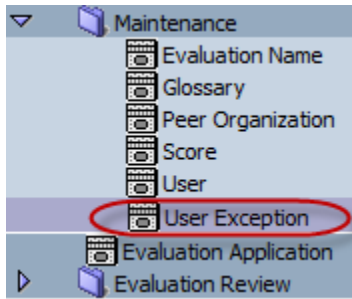 Maintenance
Evaluation Name
Glossary
Peer Organization
Score
User
User Exception
Evaluation Application
Evaluation Review